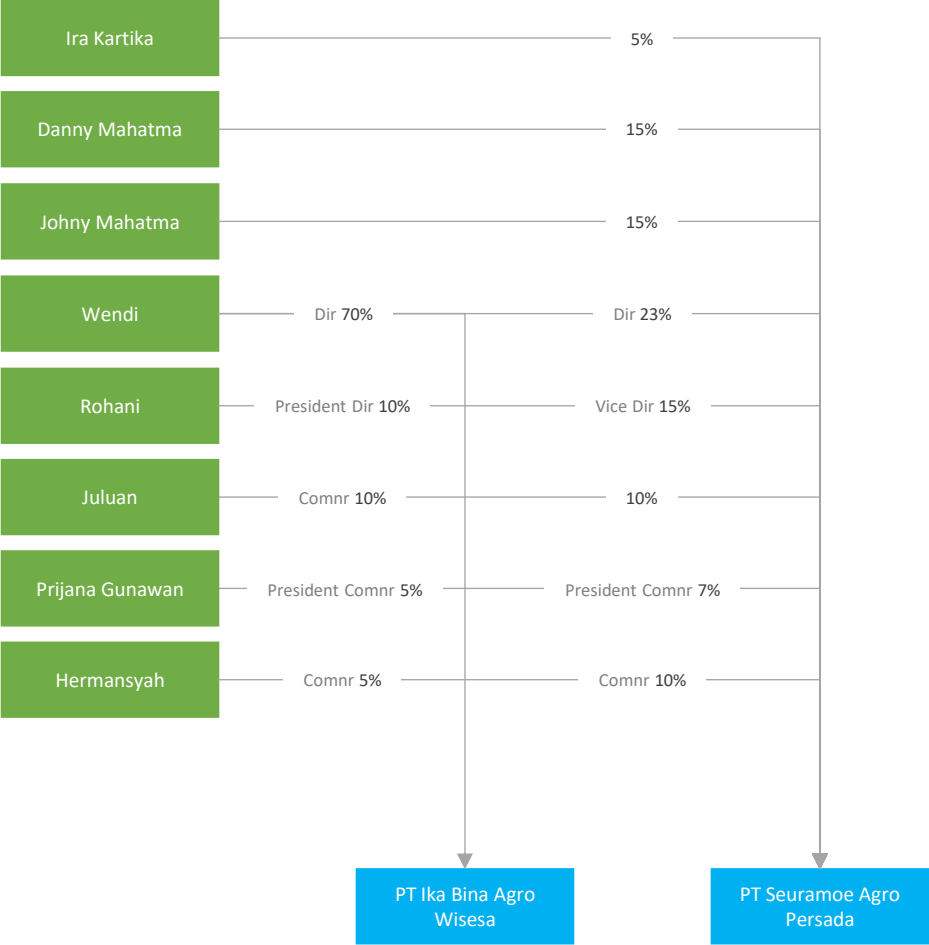 Ira Kartika
5%
Danny Mahatma
15%
Johny Mahatma
15%
Wendi
Dir 70%
Dir 23%
Rohani
President Dir 10%
Vice Dir 15%
Juluan
Comnr 10%
10%
Prijana Gunawan
President Comnr 5%
President Comnr 7%
Hermansyah
Comnr 5%
Comnr 10%
PT Ika Bina Agro
Wisesa
PT Seuramoe Agro
Persada